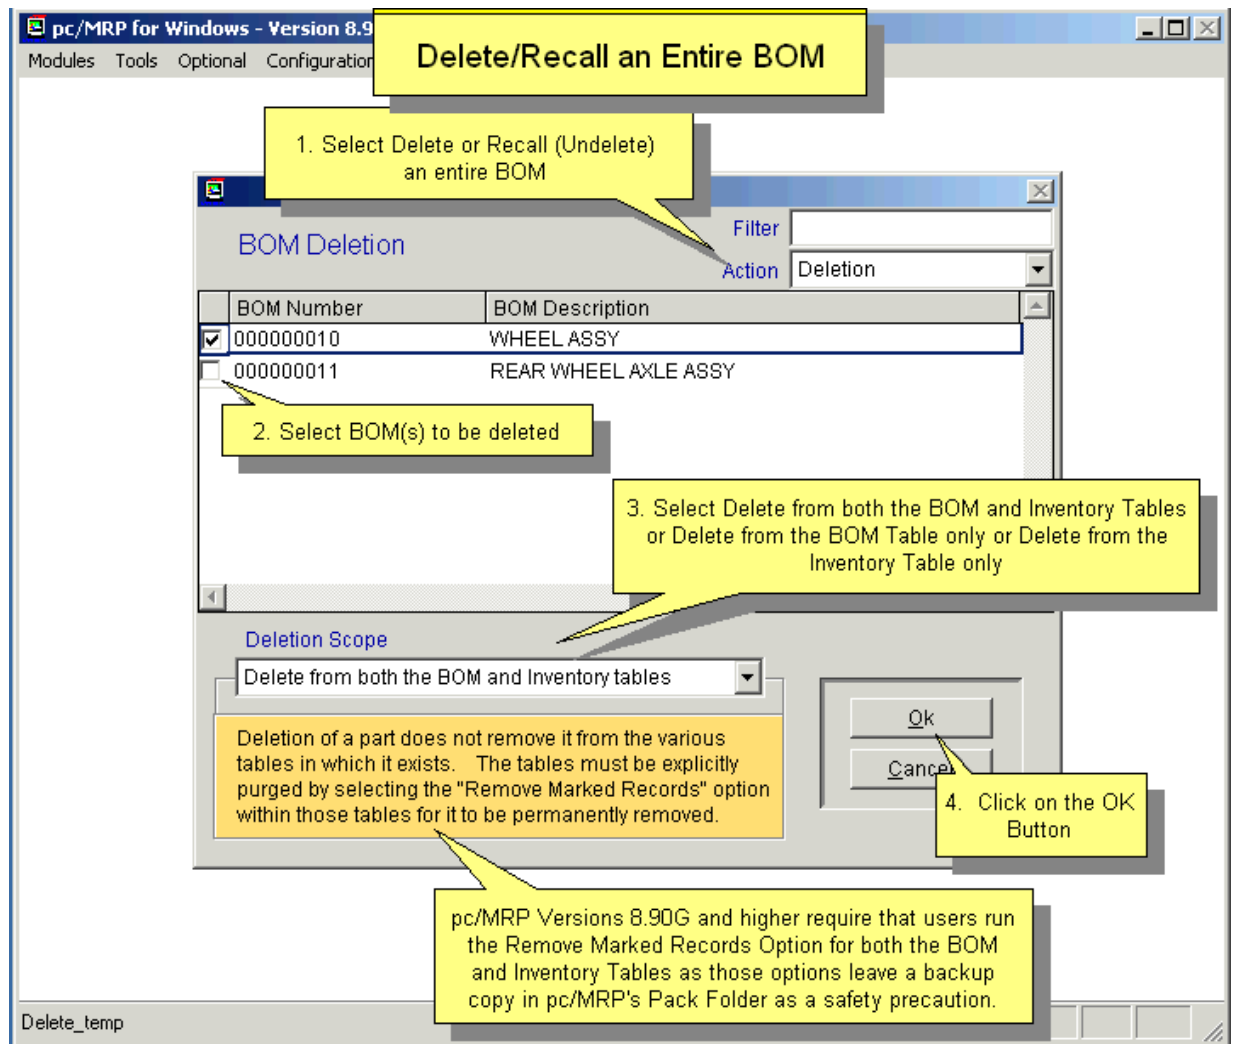 pc/MRP for Windows - Version 8.9
Modules Tools Optional Configuration
Delete/Recall an Entire BOM
1. Select Delete or Recall (Undelete)
an entire BOM
BOM Deletion
Filter
Action Deletion
BOM Number BOM Description
000000010 WHEEL ASSY
000000011 REAR WHEEL AXLE ASSY
2. Select BOM(s) to be deleted
3. Select Delete from both the BOM and Inventory Tables
or Delete from the BOM Table only or Delete from the
Inventory Table only
Deletion Scope
Delete from both the BOM and Inventory tables
Deletion of a part does not remove it from the various
tables in which it exists. The tables must be explicitly
purged by selecting the "Remove Marked Records" option
within those tables for it to be permanently removed.
Ok
Cancel
4. Click on the OK
Button
pc/MRP Versions 8.90G and higher require that users run
the Remove Marked Records Option for both the BOM
and Inventory Tables as those options leave a backup
copy in pc/MRP's Pack Folder as a safety precaution.
Delete_temp